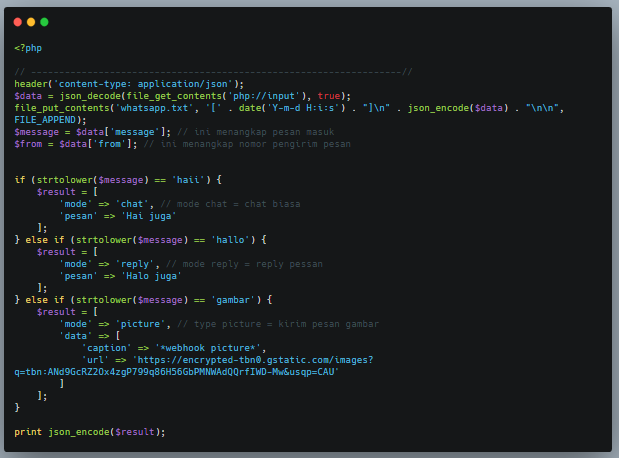 <?php
// ------------------------------------------------------------------//
header('content-type: application/json');
$data = json_decode(file_get_contents('php://input'), true);
file_put_contents('whatsapp.txt', '[' . date('Y-m-d H:i:s') . "]\n" . json_encode($data) . "\n\n",
FILE_APPEND);
$message = $data['message']; // ini menangkap pesan masuk
$from = $data['from']; // ini menangkap nomor pengirim pesan
if (strtolower($message) == 'haii') {
$result = [
'mode' => 'chat', // mode chat = chat biasa
'pesan' => 'Hai juga'
];
} else if (strtolower($message) == 'hallo') {
$result = [
'mode' => 'reply', // mode reply = reply pessan
'pesan' => 'Halo juga'
];
} else if (strtolower($message) == 'gambar') {
$result = [
'mode' => 'picture', // type picture = kirim pesan gambar
'data' => [
'caption' => '*webhook picture*',
'url' => 'https://encrypted-tbn0.gstatic.com/images?
q=tbn:ANd9GcRZ2Ox4zgP799q86H56GbPMNWAdQQrfIWD-Mw&usqp=CAU'
]
];
}
print json_encode($result);